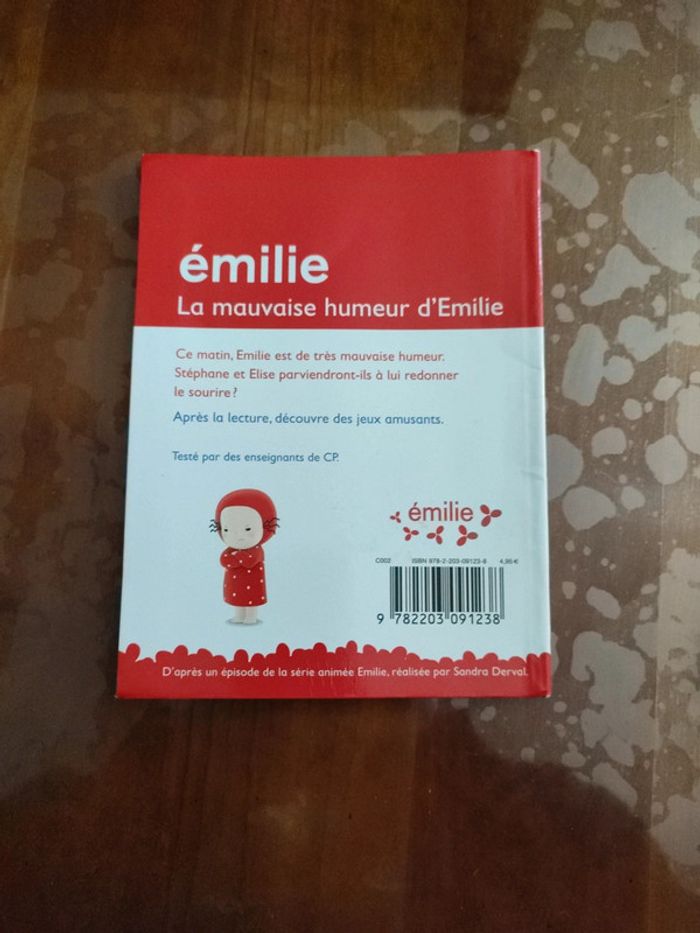 émilie
La mauvaise humeur d'Emilie
Ce matin, Emilie est de très mauvaise humeur.
Stéphane et Elise parviendront-ils à lui redonner
le sourire ?
Après la lecture, découvre des jeux amusants.
Testé par des enseignants de CP.
émilie
C002 ISBN 978-2-203-09123-8 4,95 €
9 782203 091238
D'après un épisode de la série animée Emilie, réalisée par Sandra Derval.